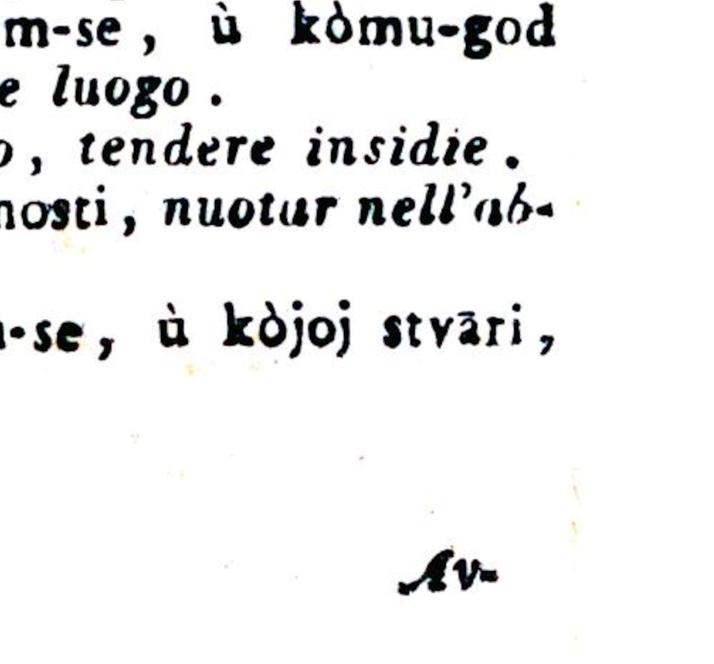 m-se, ù kòmu-god
e luogo.
o, tendere insidie.
nosti, nuotar nell'ab-
-se, ù kòjoj stvāri,
Av-